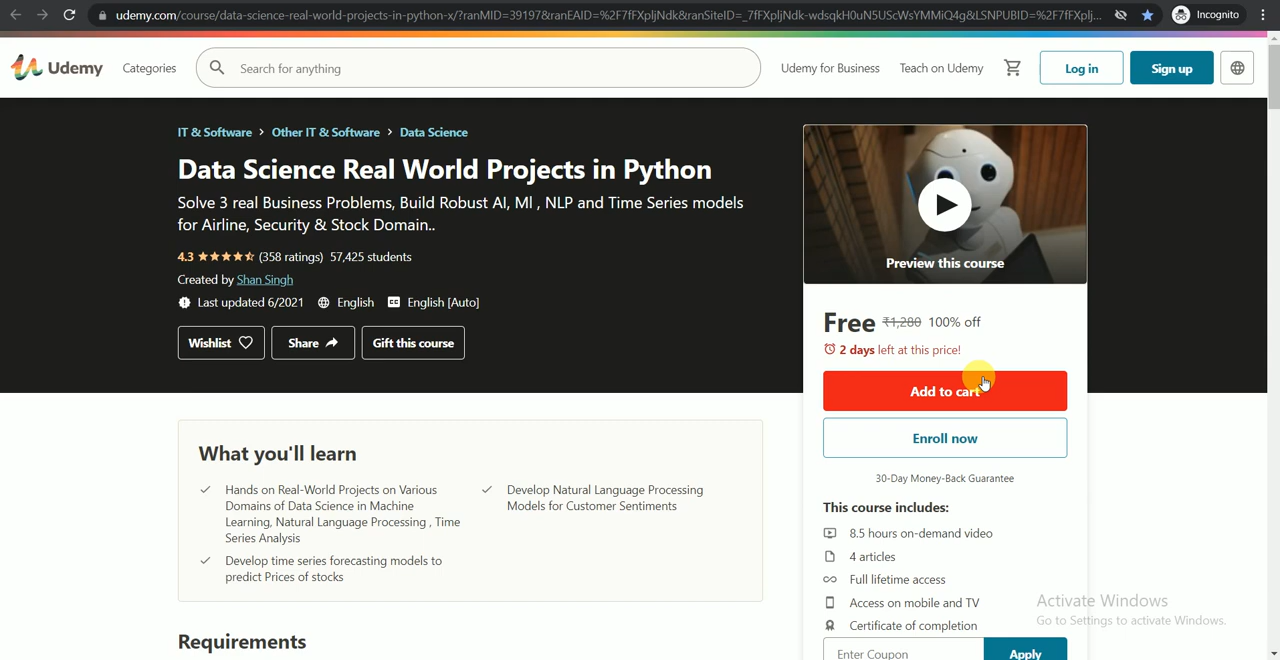 udemy.com/course/data-science-real-world-projects-in-python-x/?ranMID=39197&ranEAID=%2F7fFXpljNdk&ranSiteID=_7fFXpljNdk-wdsqkH0uN5UScWsYMMiQ4g&LSNPUBID=%2F7fFXplj... Incognito
Udemy Categories Search for anything Udemy for Business Teach on Udemy Log in Sign up
IT & Software > Other IT & Software > Data Science
Data Science Real World Projects in Python
Solve 3 real Business Problems, Build Robust AI, Ml , NLP and Time Series models
for Airline, Security & Stock Domain..
4.3 (358 ratings) 57,425 students
Created by Shan Singh
Last updated 6/2021 English CC English [Auto]
Wishlist Share Gift this course
Preview this course
Free ₹1,280 100% off
2 days left at this price!
Add to cart
Enroll now
30-Day Money-Back Guarantee
This course includes:
8.5 hours on-demand video
4 articles
Full lifetime access
Access on mobile and TV
Certificate of completion
Enter Coupon Apply
What you'll learn
Hands on Real-World Projects on Various
Domains of Data Science in Machine
Learning, Natural Language Processing , Time
Series Analysis
Develop time series forecasting models to
predict Prices of stocks
Develop Natural Language Processing
Models for Customer Sentiments
Requirements
Activate Windows
Go to Settings to activate Windows.